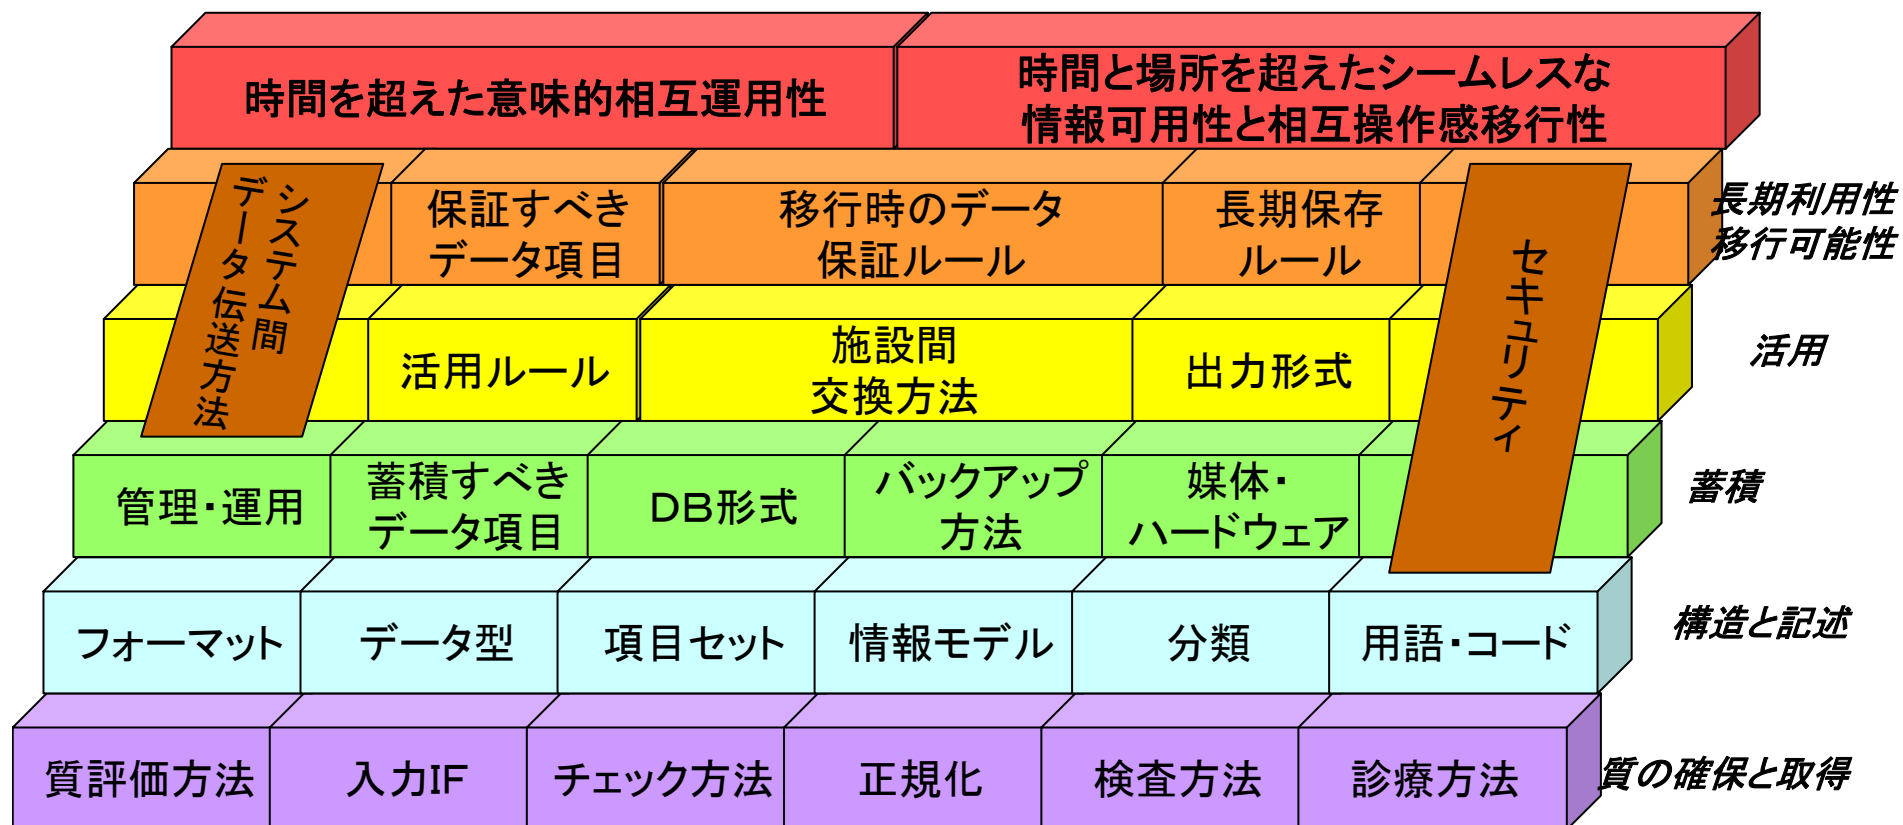 時間を超えた意味的相互運用性
時間と場所を超えたシームレスな
情報可用性と相互操作感移行性
システム間
データ伝送方法
保証すべき
データ項目
移行時のデータ
保証ルール
長期保存
ルール
セキュリティ
長期利用性
移行可能性
活用ルール
施設間
交換方法
出力形式
活用
管理・運用
蓄積すべき
データ項目
DB形式
バックアップ
方法
媒体・
ハードウェア
蓄積
フォーマット
データ型
項目セット
情報モデル
分類
用語・コード
構造と記述
質評価方法
入力IF
チェック方法
正規化
検査方法
診療方法
質の確保と取得